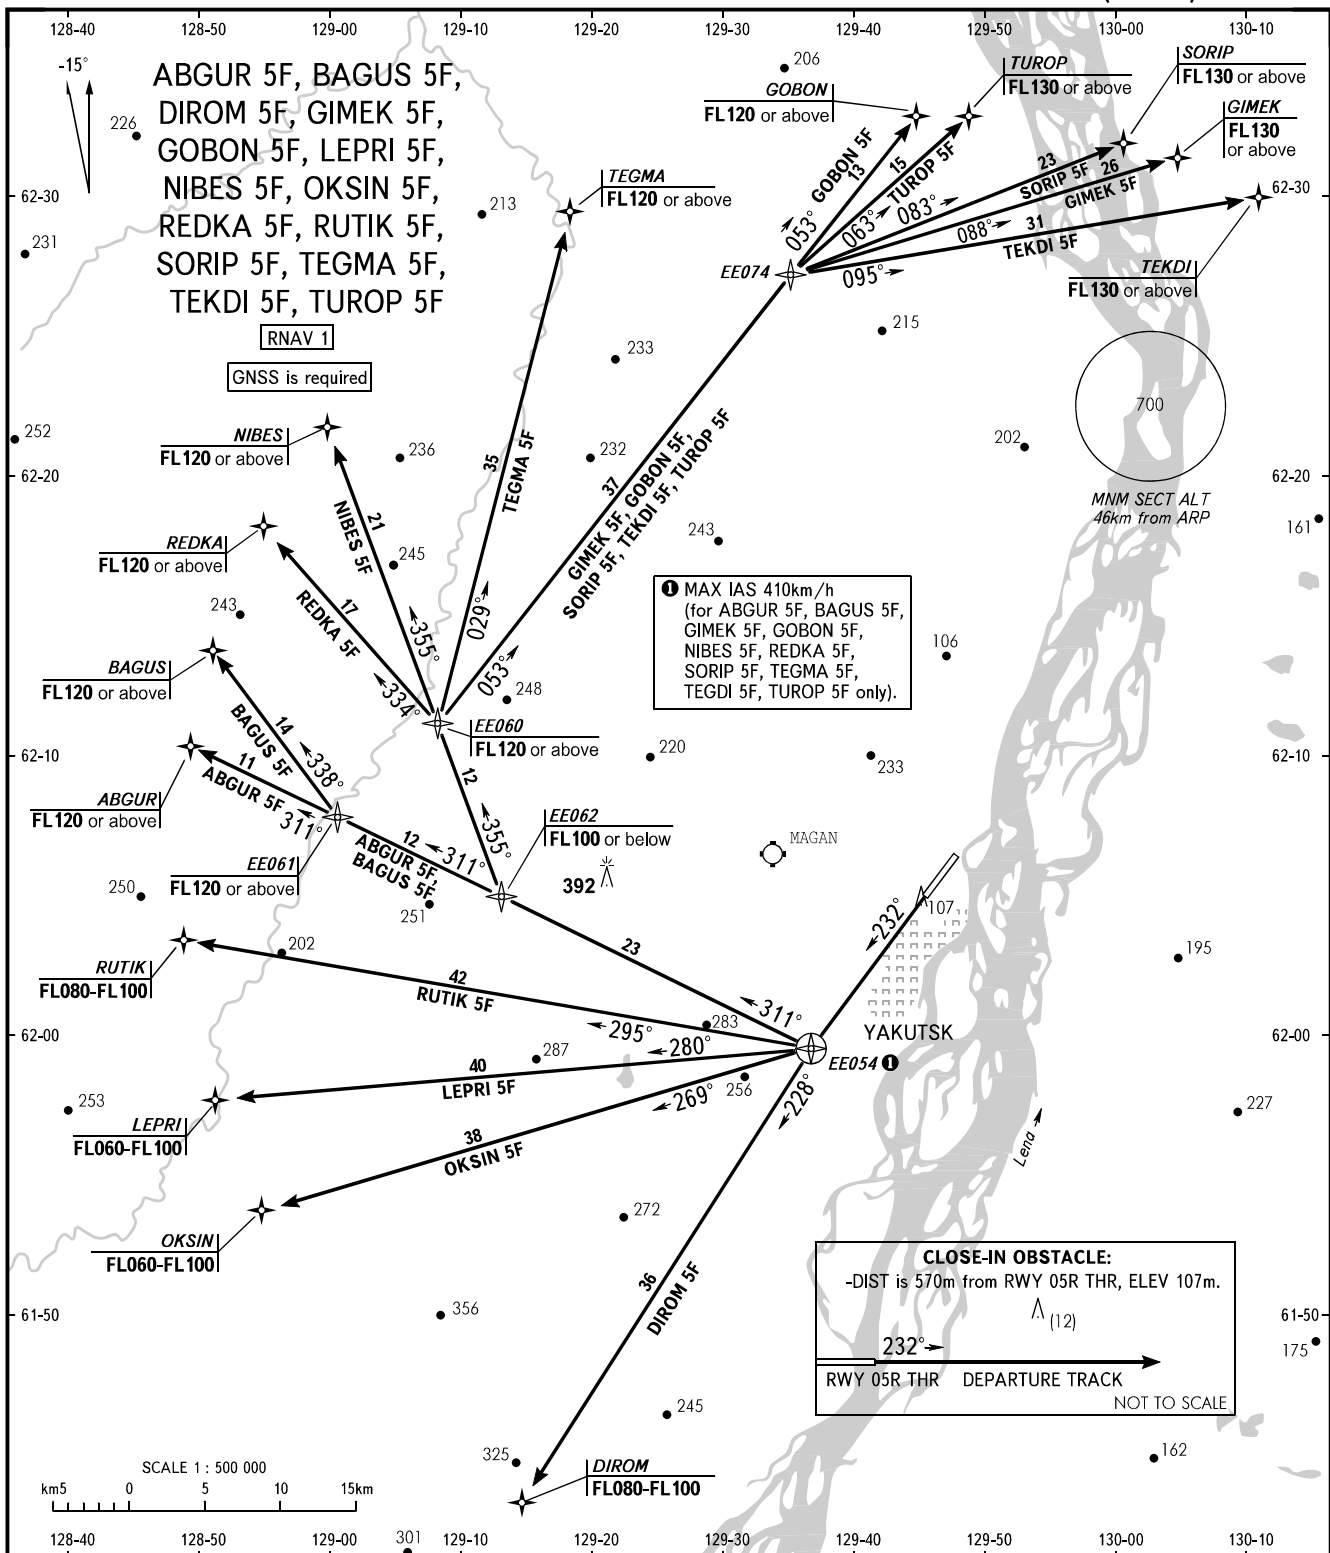 128-40
128-50
129-00
129-10
129-20
129-30
129-40
129-50
130-00
130-10
-15°
ABGUR 5F, BAGUS 5F,
DIROM 5F, GIMEK 5F,
GOBON 5F, LEPRI 5F,
NIBES 5F, OKSIN 5F,
REDKA 5F, RUTIK 5F,
SORIP 5F, TEGMA 5F,
TEKDI 5F, TUROP 5F
RNAV 1
GNSS is required
206
GOBON
FL120 or above
TUROP
FL130 or above
SORIP
FL130 or above
GIMEK
FL130
or above
226
231
213
TEGMA
FL120 or above
62-30
62-30
GOBON 5F
13
15
TUROP 5F
23
SORIP 5F
26
GIMEK 5F
31
TEKDI 5F
053°
063°
083°
088°
095°
EE074
TEKDI
FL130 or above
215
233
700
MNM SECT ALT
46km from ARP
252
NIBES
FL120 or above
236
232
202
62-20
62-20
161
35
TEGMA 5F
37
GIMEK 5F, GOBON 5F,
SORIP 5F, TEKDI 5F, TUROP 5F
21
NIBES 5F
245
243
REDKA
FL120 or above
17
REDKA 5F
243
❶ MAX IAS 410km/h
(for ABGUR 5F, BAGUS 5F,
GIMEK 5F, GOBON 5F,
NIBES 5F, REDKA 5F,
SORIP 5F, TEGMA 5F,
TEGDI 5F, TUROP 5F only).
106
029°
355°
053°
334°
248
BAGUS
FL120 or above
14
BAGUS 5F
338°
EE060
FL120 or above
220
233
62-10
62-10
11
ABGUR 5F
311°
ABGUR
FL120 or above
12
355°
EE062
FL100 or below
MAGAN
EE061
FL120 or above
12
311°
ABGUR 5F,
BAGUS 5F
392
250
251
107
232°
202
195
RUTIK
FL080-FL100
42
RUTIK 5F
23
311°
295°
283
280°
YAKUTSK
62-00
62-00
287
256
EE054 ❶
40
LEPRI 5F
269°
228°
253
227
LEPRI
FL060-FL100
38
OKSIN 5F
Lena
272
OKSIN
FL060-FL100
36
DIROM 5F
CLOSE-IN OBSTACLE:
-DIST is 570m from RWY 05R THR, ELEV 107m.
(12)
232°
RWY 05R THR
DEPARTURE TRACK
NOT TO SCALE
61-50
61-50
356
175
245
325
162
DIROM
FL080-FL100
SCALE 1 : 500 000
km5
0
5
10
15km
301
128-40
128-50
129-00
129-10
129-20
129-30
129-40
129-50
130-00
130-10